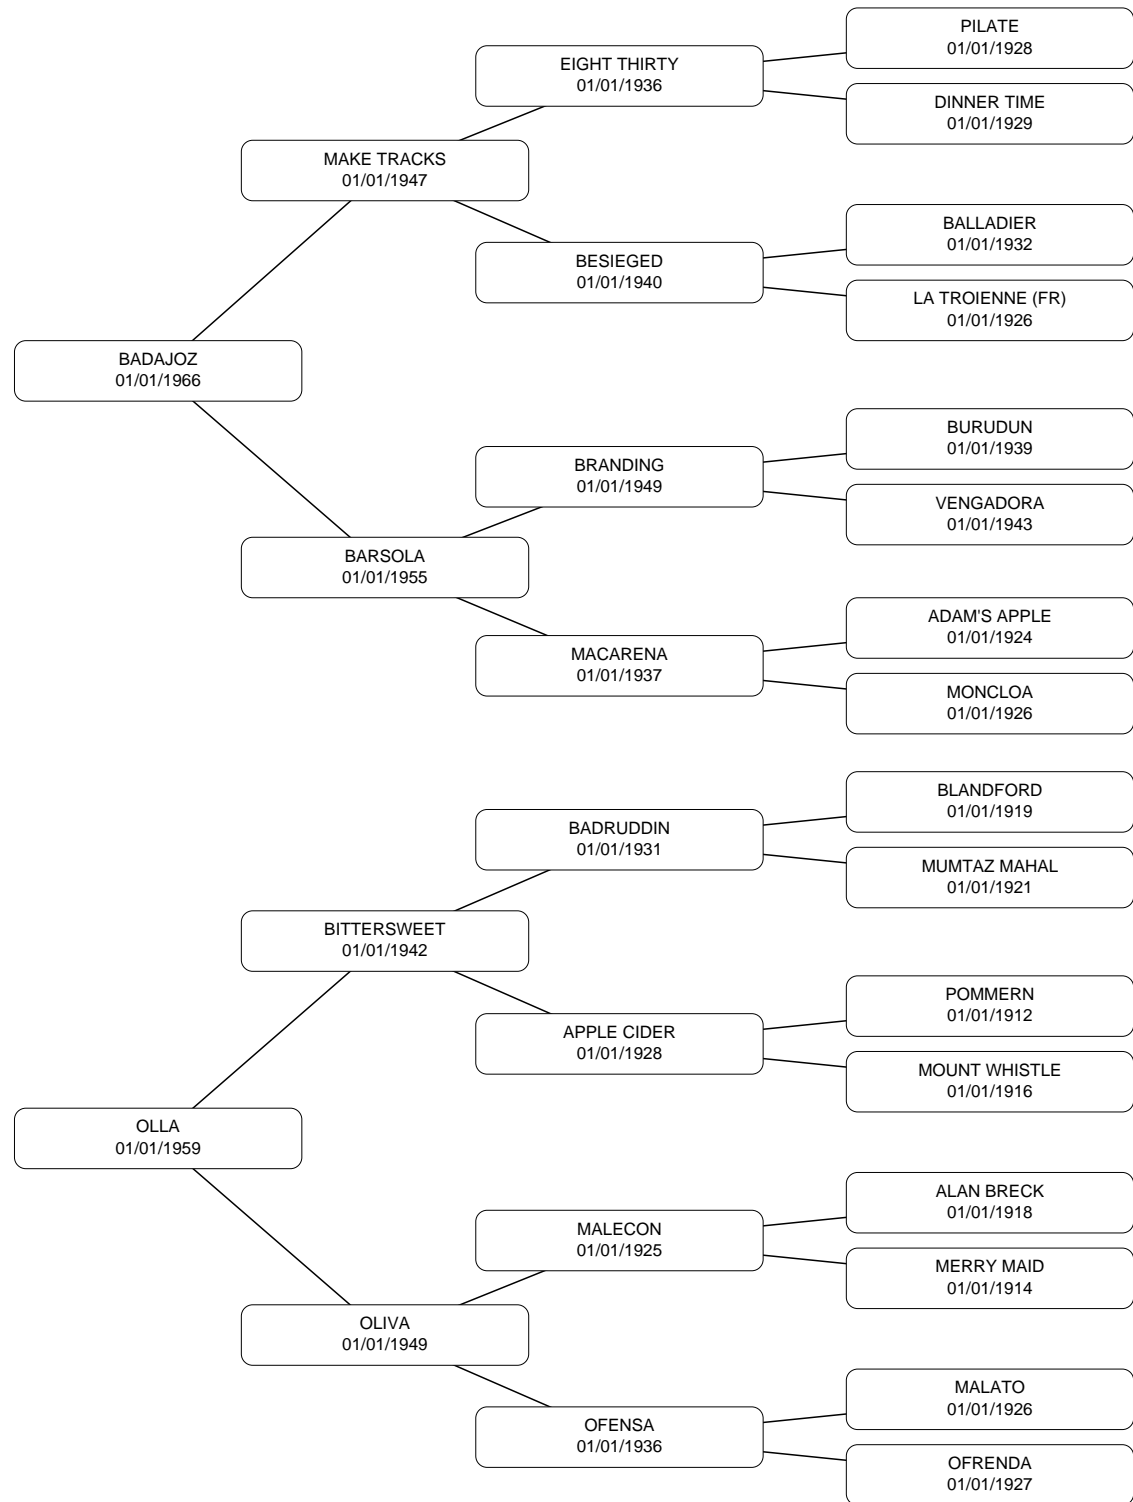 PILATE
01/01/1928
EIGHT THIRTY
01/01/1936
DINNER TIME
01/01/1929
MAKE TRACKS
01/01/1947
BALLADIER
01/01/1932
BESIEGED
01/01/1940
LA TROIENNE (FR)
01/01/1926
BADAJOZ
01/01/1966
BURUDUN
01/01/1939
BRANDING
01/01/1949
VENGADORA
01/01/1943
BARSOLA
01/01/1955
ADAM'S APPLE
01/01/1924
MACARENA
01/01/1937
MONCLOA
01/01/1926
BLANDFORD
01/01/1919
BADRUDDIN
01/01/1931
MUMTAZ MAHAL
01/01/1921
BITTERSWEET
01/01/1942
POMMERN
01/01/1912
APPLE CIDER
01/01/1928
MOUNT WHISTLE
01/01/1916
OLLA
01/01/1959
ALAN BRECK
01/01/1918
MALECON
01/01/1925
MERRY MAID
01/01/1914
OLIVA
01/01/1949
MALATO
01/01/1926
OFENSA
01/01/1936
OFRENDA
01/01/1927